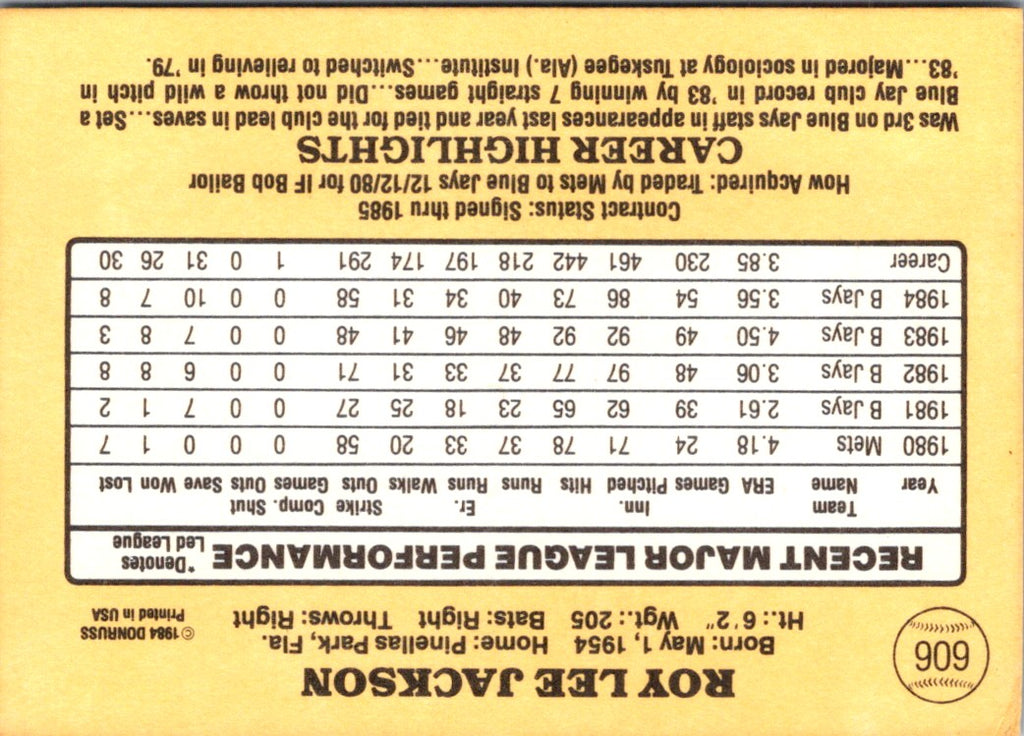 606
ROY LEE JACKSON
Born: May 1, 1954 Home: Pinellas Park, Fla.
Ht.: 6'2" Wgt.: 205 Bats: Right Throws: Right
©1984 DONRUSS
Printed in USA
RECENT MAJOR LEAGUE PERFORMANCE
*Denotes
Led League
Team Inn. Er. Strike Comp. Shut
Year Name ERA Games Pitched Hits Runs Runs Walks Outs Games Outs Save Won Lost
1980 Mets 4.18 24 71 78 37 33 20 58 0 0 0 1 7
1981 B Jays 2.61 39 62 65 23 18 25 27 0 0 7 1 2
1982 B Jays 3.06 48 97 77 37 33 31 71 0 0 6 8 8
1983 B Jays 4.50 49 92 92 48 46 41 48 0 0 7 8 3
1984 B Jays 3.56 54 86 73 40 34 31 58 0 0 10 7 8
Career 3.85 230 461 442 218 197 174 291 1 0 31 26 30
Contract Status: Signed thru 1985
How Acquired: Traded by Mets to Blue Jays 12/12/80 for IF Bob Bailor
CAREER HIGHLIGHTS
Was 3rd on Blue Jays staff in appearances last year and tied for the club lead in saves...Set a
Blue Jay club record in '83 by winning 7 straight games...Did not throw a wild pitch in
'83...Majored in sociology at Tuskegee (Ala.) Institute...Switched to relieving in '79.